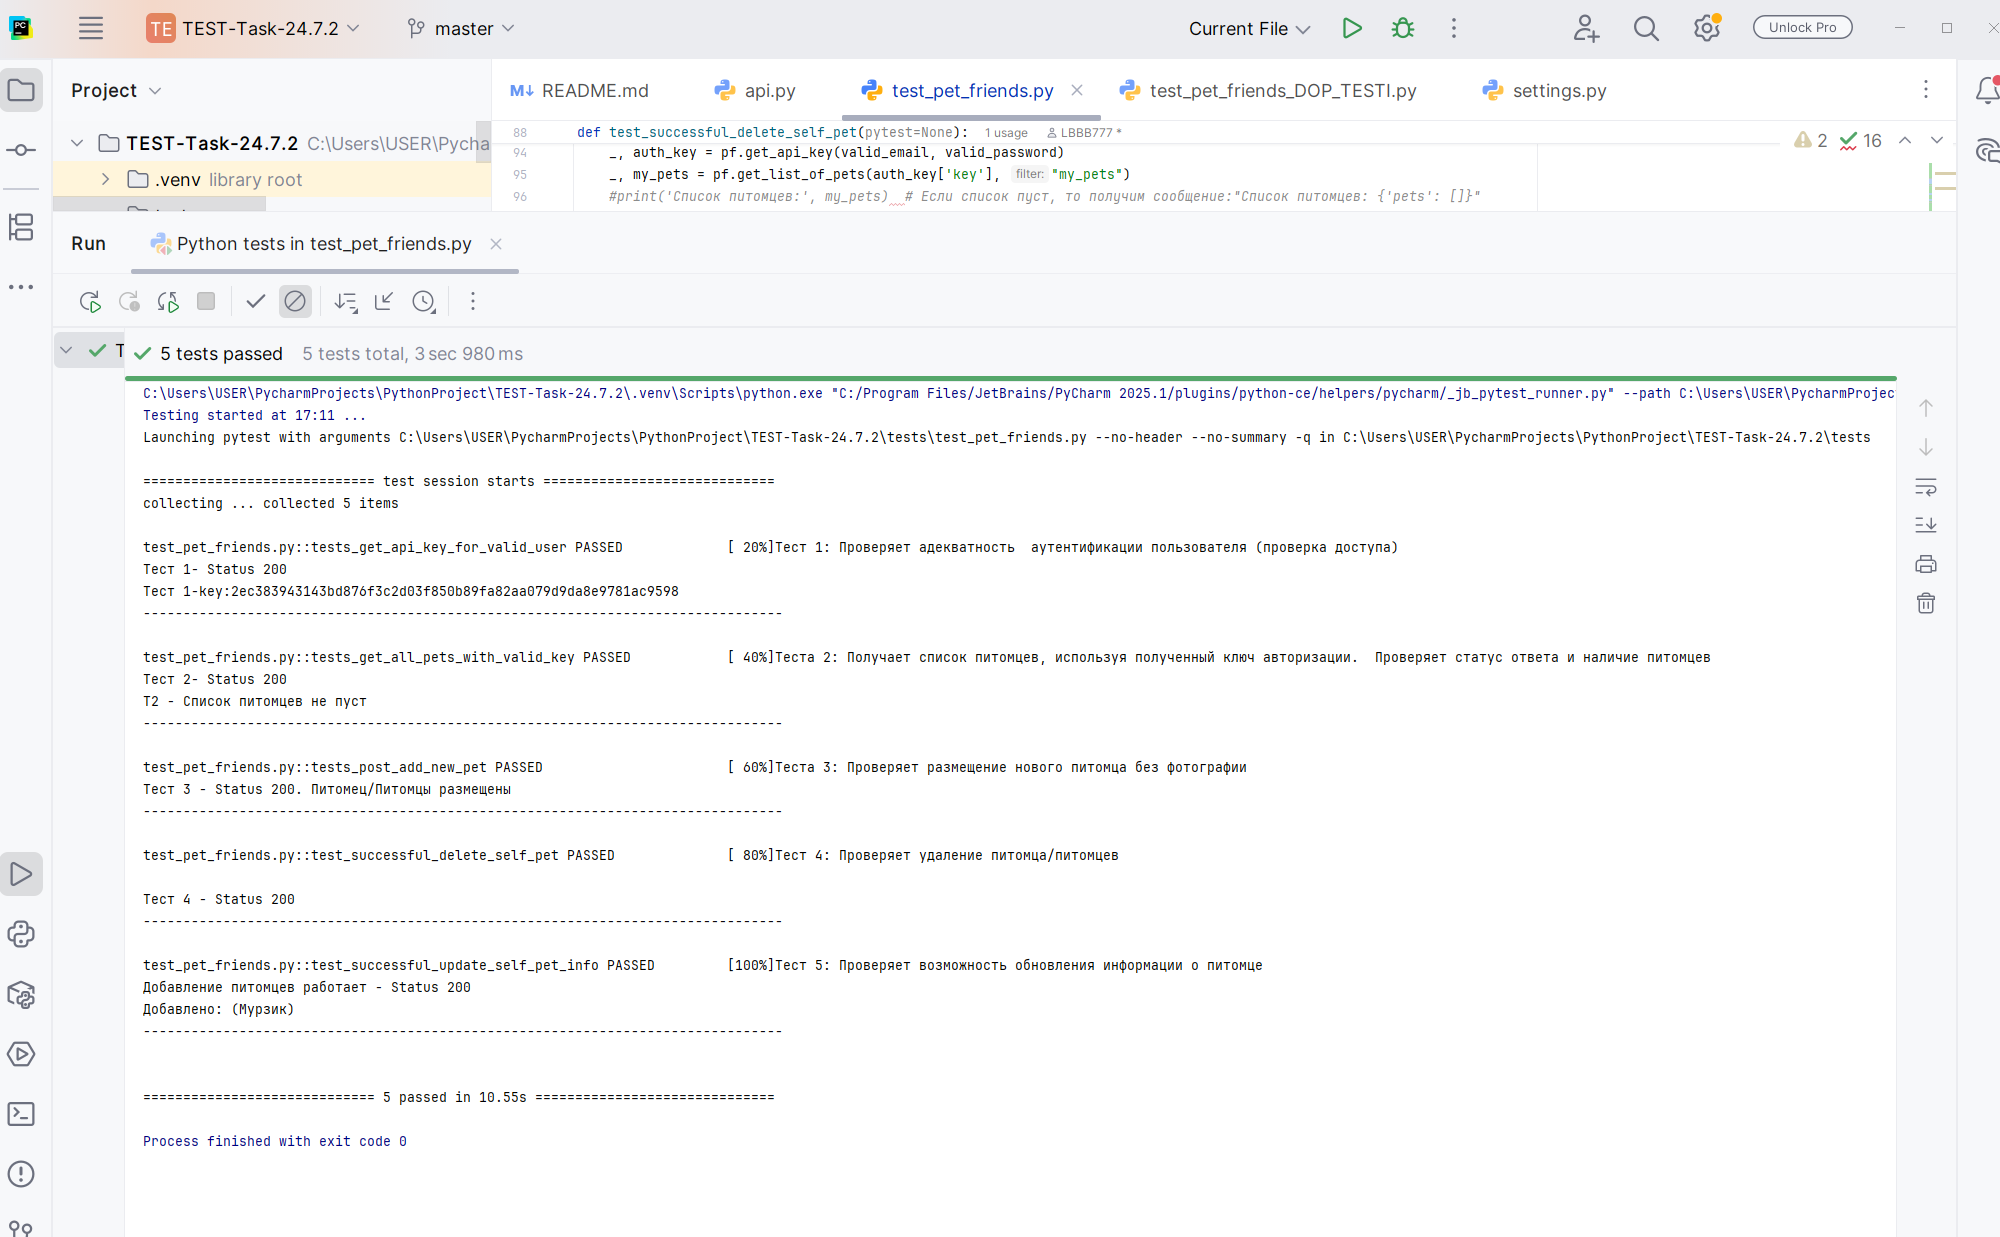 PC
TE TEST-Task-24.7.2 master Current File Unlock Pro
Project
README.md api.py test_pet_friends.py test_pet_friends_DOP_TESTI.py settings.py
TEST-Task-24.7.2 C:\Users\USER\Pycha
.venv library root
88 def test_successful_delete_self_pet(pytest=None): 1 usage LBBB777 *
94 _, auth_key = pf.get_api_key(valid_email, valid_password)
95 _, my_pets = pf.get_list_of_pets(auth_key['key'], filter: "my_pets")
96 #print('Список питомцев:', my_pets) # Если список пуст, то получим сообщение:"Список питомцев: {'pets': []}"
2 16
Run Python tests in test_pet_friends.py
T 5 tests passed 5 tests total, 3 sec 980 ms
C:\Users\USER\PycharmProjects\PythonProject\TEST-Task-24.7.2\.venv\Scripts\python.exe "C:/Program Files/JetBrains/PyCharm 2025.1/plugins/python-ce/helpers/pycharm/_jb_pytest_runner.py" --path C:\Users\USER\PycharmProjec
Testing started at 17:11 ...
Launching pytest with arguments C:\Users\USER\PycharmProjects\PythonProject\TEST-Task-24.7.2\tests\test_pet_friends.py --no-header --no-summary -q in C:\Users\USER\PycharmProjects\PythonProject\TEST-Task-24.7.2\tests
============================= test session starts =============================
collecting ... collected 5 items
test_pet_friends.py::tests_get_api_key_for_valid_user PASSED [ 20%]Тест 1: Проверяет адекватность  аутентификации пользователя (проверка доступа)
Тест 1- Status 200
Тест 1-key:2ec383943143bd876f3c2d03f850b89fa82aa079d9da8e9781ac9598
--------------------------------------------------------------------------------
test_pet_friends.py::tests_get_all_pets_with_valid_key PASSED [ 40%]Теста 2: Получает список питомцев, используя полученный ключ авторизации.  Проверяет статус ответа и наличие питомцев
Тест 2- Status 200
Т2 - Список питомцев не пуст
--------------------------------------------------------------------------------
test_pet_friends.py::tests_post_add_new_pet PASSED [ 60%]Теста 3: Проверяет размещение нового питомца без фотографии
Тест 3 - Status 200. Питомец/Питомцы размещены
--------------------------------------------------------------------------------
test_pet_friends.py::test_successful_delete_self_pet PASSED [ 80%]Тест 4: Проверяет удаление питомца/питомцев
Тест 4 - Status 200
--------------------------------------------------------------------------------
test_pet_friends.py::test_successful_update_self_pet_info PASSED [100%]Тест 5: Проверяет возможность обновления информации о питомце
Добавление питомцев работает - Status 200
Добавлено: (Мурзик)
--------------------------------------------------------------------------------
============================= 5 passed in 10.55s ==============================
Process finished with exit code 0